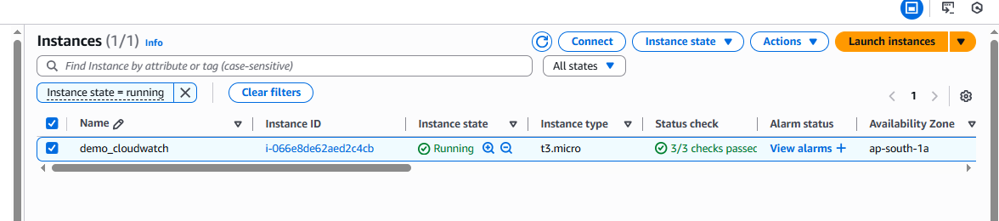 Instances (1/1) Info Connect Instance state Actions Launch instances
Find Instance by attribute or tag (case-sensitive) All states
Instance state = running Clear filters 1
Name Instance ID Instance state Instance type Status check Alarm status Availability Zone
demo_cloudwatch i-066e8de62aed2c4cb Running t3.micro 3/3 checks passed View alarms + ap-south-1a